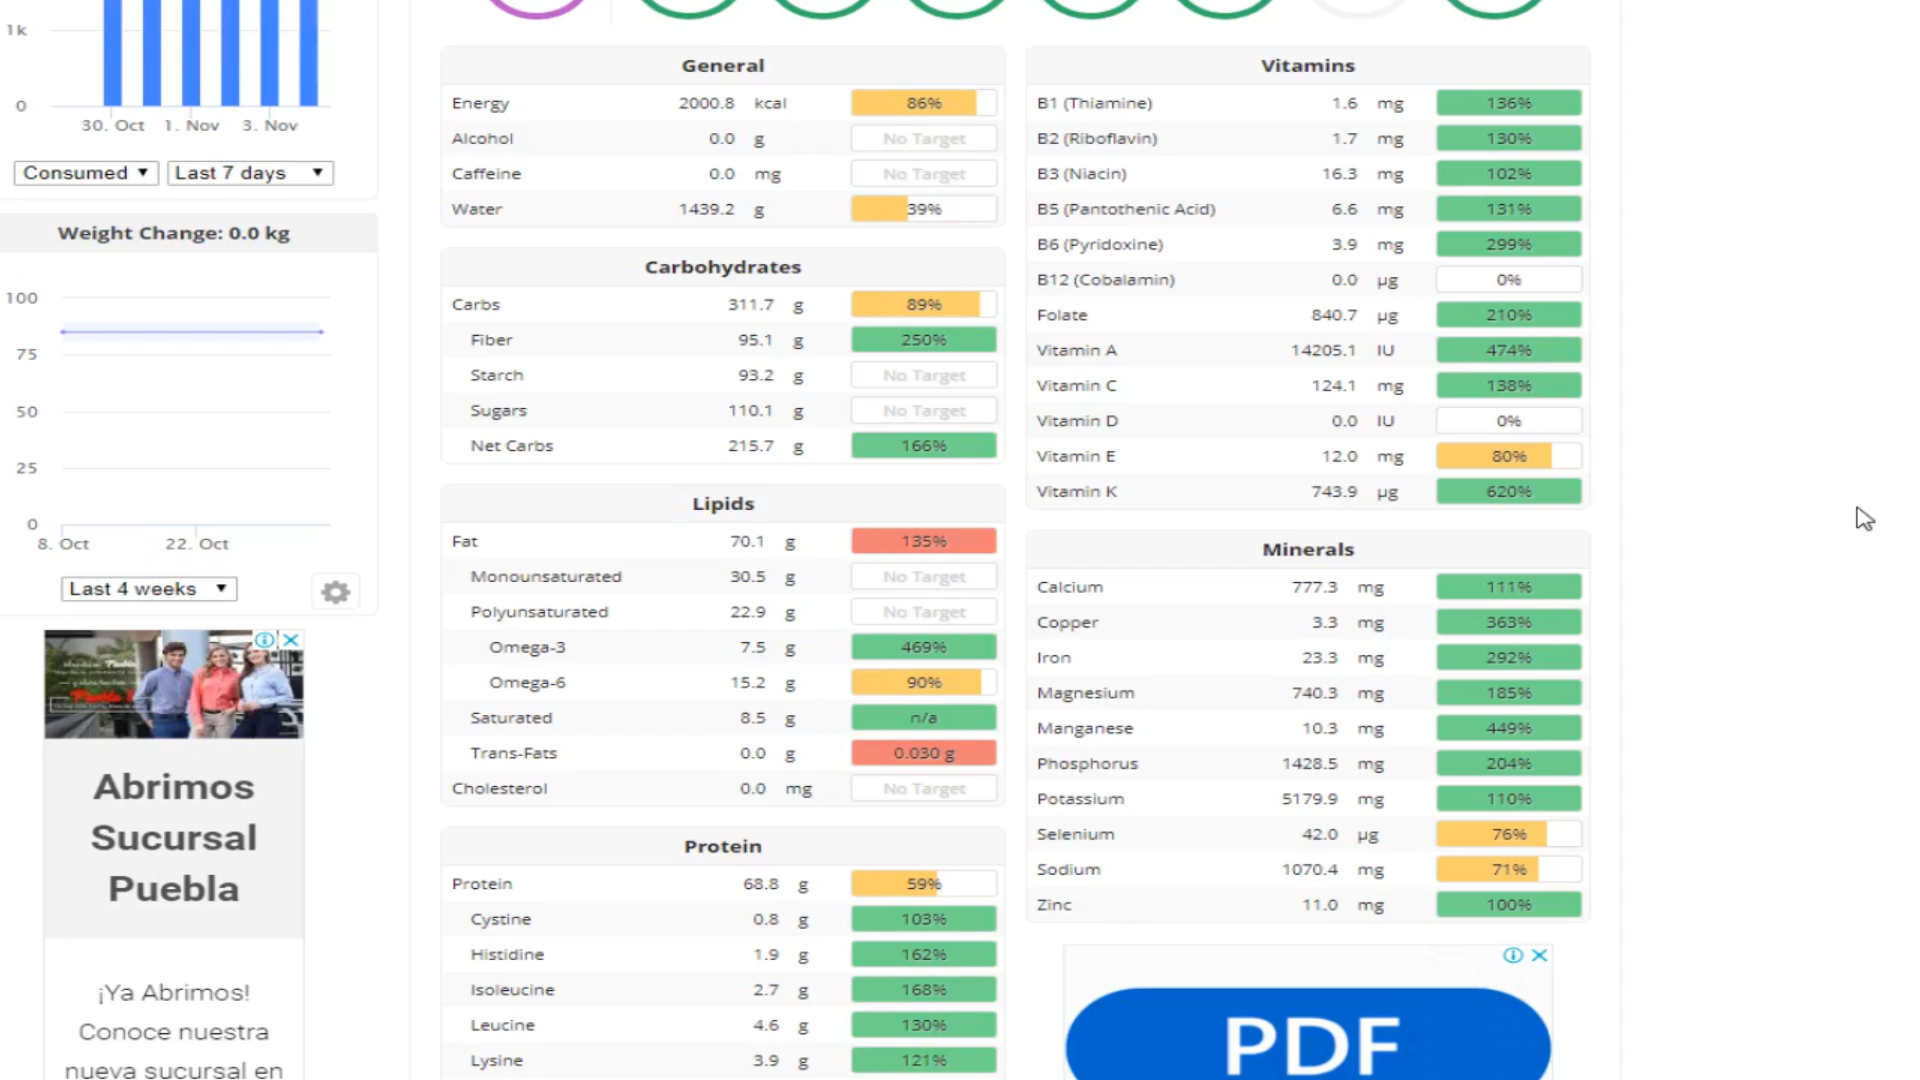 1k
0
30. Oct 1. Nov 3. Nov
Consumed ▼ Last 7 days ▼
Weight Change: 0.0 kg
100
75
50
25
0
8. Oct 22. Oct
Last 4 weeks ▼
Abrimos
Sucursal
Puebla
¡Ya Abrimos!
Conoce nuestra
nueva sucursal en
General
Energy 2000.8 kcal 86%
Alcohol 0.0 g No Target
Caffeine 0.0 mg No Target
Water 1439.2 g 39%
Carbohydrates
Carbs 311.7 g 89%
Fiber 95.1 g 250%
Starch 93.2 g No Target
Sugars 110.1 g No Target
Net Carbs 215.7 g 166%
Lipids
Fat 70.1 g 135%
Monounsaturated 30.5 g No Target
Polyunsaturated 22.9 g No Target
Omega-3 7.5 g 469%
Omega-6 15.2 g 90%
Saturated 8.5 g n/a
Trans-Fats 0.0 g 0.030 g
Cholesterol 0.0 mg No Target
Protein
Protein 68.8 g 59%
Cystine 0.8 g 103%
Histidine 1.9 g 162%
Isoleucine 2.7 g 168%
Leucine 4.6 g 130%
Lysine 3.9 g 121%
Vitamins
B1 (Thiamine) 1.6 mg 136%
B2 (Riboflavin) 1.7 mg 130%
B3 (Niacin) 16.3 mg 102%
B5 (Pantothenic Acid) 6.6 mg 131%
B6 (Pyridoxine) 3.9 mg 299%
B12 (Cobalamin) 0.0 µg 0%
Folate 840.7 µg 210%
Vitamin A 14205.1 IU 474%
Vitamin C 124.1 mg 138%
Vitamin D 0.0 IU 0%
Vitamin E 12.0 mg 80%
Vitamin K 743.9 µg 620%
Minerals
Calcium 777.3 mg 111%
Copper 3.3 mg 363%
Iron 23.3 mg 292%
Magnesium 740.3 mg 185%
Manganese 10.3 mg 449%
Phosphorus 1428.5 mg 204%
Potassium 5179.9 mg 110%
Selenium 42.0 µg 76%
Sodium 1070.4 mg 71%
Zinc 11.0 mg 100%
PDF